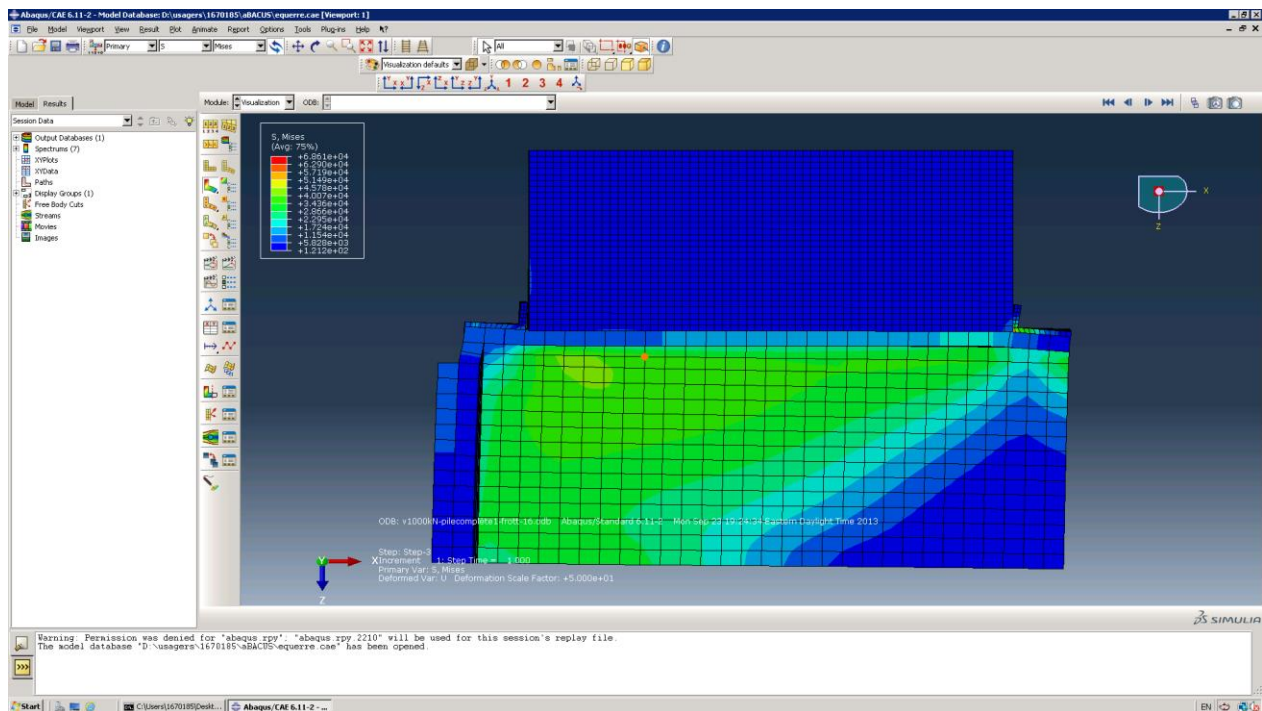 Abaqus/CAE 6.11-2 - Model Database: D:\usagers\1670185\aBACUS\equerre.cae [Viewport: 1]
File Model Viewport View Result Plot Animate Report Options Tools Plug-ins Help
Primary S Mises All
Visualization defaults
1 2 3 4
Model Results Module: Visualization ODB:
Session Data
Output Databases (1)
Spectrums (7)
XYPlots
XYData
Paths
Display Groups (1)
Free Body Cuts
Streams
Movies
Images
S, Mises
(Avg: 75%)
+6.861e+04
+6.290e+04
+5.719e+04
+5.149e+04
+4.578e+04
+4.007e+04
+3.436e+04
+2.866e+04
+2.295e+04
+1.724e+04
+1.154e+04
+5.828e+03
+1.212e+02
X
Z
ODB: v1000kN-pilecomplete1-frott-16.odb Abaqus/Standard 6.11-2 Mon Sep 23 19:24:34 Eastern Daylight Time 2013
Step: Step-3
Increment 1: Step Time = 1.000
Primary Var: S, Mises
Deformed Var: U Deformation Scale Factor: +5.000e+01
Y
X
Z
SIMULIA
Warning: Permission was denied for "abaqus.rpy"; "abaqus.rpy.2210" will be used for this session's replay file.
The model database "D:\usagers\1670185\aBACUS\equerre.cae" has been opened.
Start C:\Users\1670185\Deskt... Abaqus/CAE 6.11-2 - ... EN